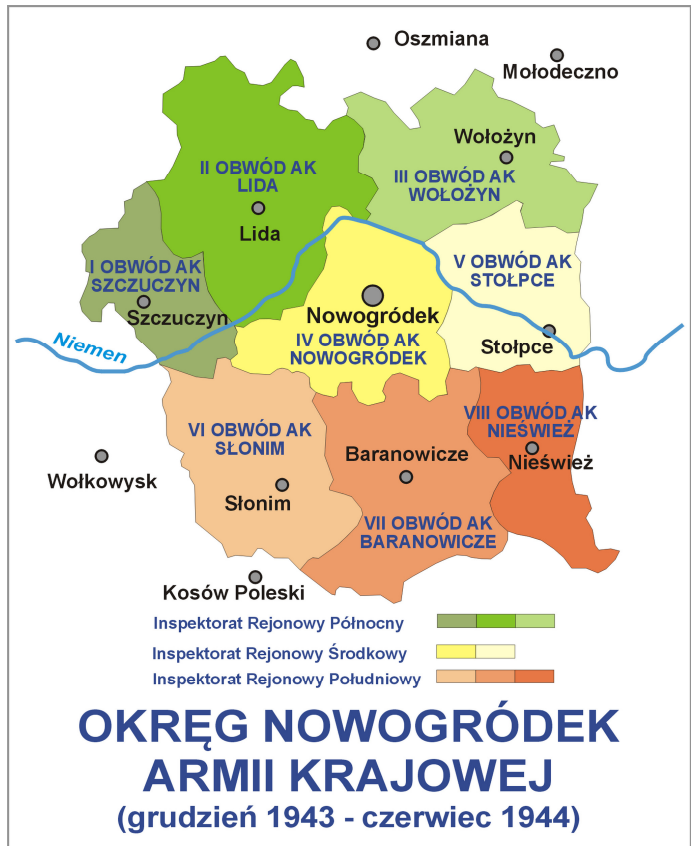 Oszmiana
Mołodeczno
Wołożyn
II OBWÓD AK
LIDA
III OBWÓD AK
WOŁOŻYN
Lida
I OBWÓD AK
SZCZUCZYN
V OBWÓD AK
STOŁPCE
Szczuczyn
Nowogródek
Niemen
IV OBWÓD AK
NOWOGRÓDEK
Stołpce
VI OBWÓD AK
SŁONIM
VIII OBWÓD AK
NIEŚWIEŻ
Baranowicze
Nieśwież
Wołkowysk
Słonim
VII OBWÓD AK
BARANOWICZE
Kosów Poleski
Inspektorat Rejonowy Północny
Inspektorat Rejonowy Środkowy
Inspektorat Rejonowy Południowy
OKRĘG NOWOGRÓDEK
ARMII KRAJOWEJ
(grudzień 1943 - czerwiec 1944)